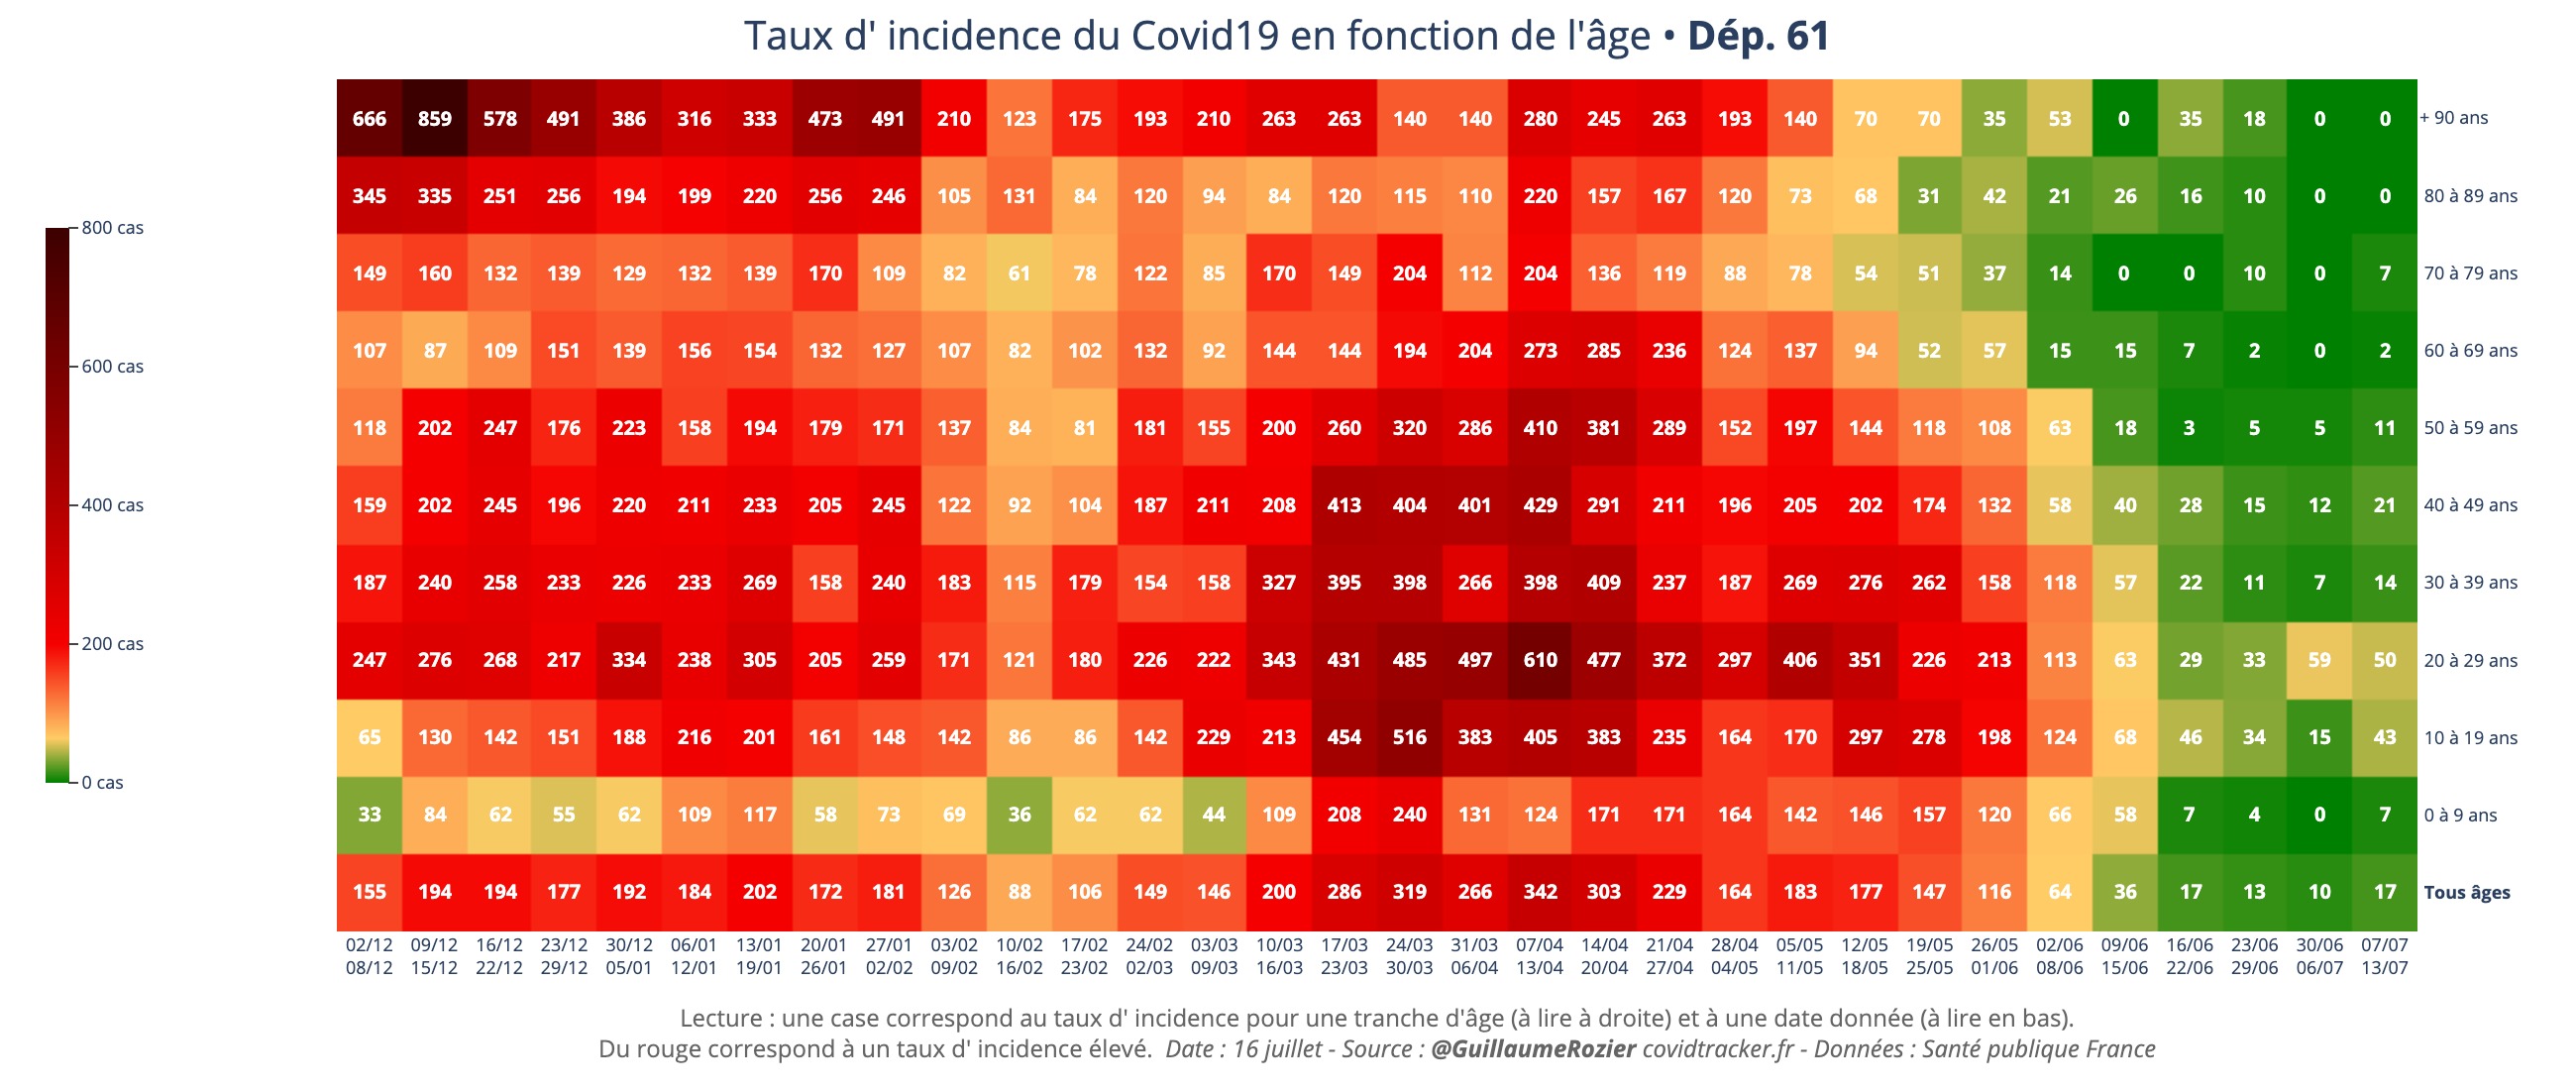 Taux d' incidence du Covid19 en fonction de l'âge • Dép. 61
666 859 578 491 386 316 333 473 491 210 123 175 193 210 263 263 140 140 280 245 263 193 140 70 70 35 53 0 35 18 0 0 + 90 ans
345 335 251 256 194 199 220 256 246 105 131 84 120 94 84 120 115 110 220 157 167 120 73 68 31 42 21 26 16 10 0 0 80 à 89 ans
149 160 132 139 129 132 139 170 109 82 61 78 122 85 170 149 204 112 204 136 119 88 78 54 51 37 14 0 0 10 0 7 70 à 79 ans
107 87 109 151 139 156 154 132 127 107 82 102 132 92 144 144 194 204 273 285 236 124 137 94 52 57 15 15 7 2 0 2 60 à 69 ans
118 202 247 176 223 158 194 179 171 137 84 81 181 155 200 260 320 286 410 381 289 152 197 144 118 108 63 18 3 5 5 11 50 à 59 ans
159 202 245 196 220 211 233 205 245 122 92 104 187 211 208 413 404 401 429 291 211 196 205 202 174 132 58 40 28 15 12 21 40 à 49 ans
187 240 258 233 226 233 269 158 240 183 115 179 154 158 327 395 398 266 398 409 237 187 269 276 262 158 118 57 22 11 7 14 30 à 39 ans
247 276 268 217 334 238 305 205 259 171 121 180 226 222 343 431 485 497 610 477 372 297 406 351 226 213 113 63 29 33 59 50 20 à 29 ans
65 130 142 151 188 216 201 161 148 142 86 86 142 229 213 454 516 383 405 383 235 164 170 297 278 198 124 68 46 34 15 43 10 à 19 ans
33 84 62 55 62 109 117 58 73 69 36 62 62 44 109 208 240 131 124 171 171 164 142 146 157 120 66 58 7 4 0 7 0 à 9 ans
155 194 194 177 192 184 202 172 181 126 88 106 149 146 200 286 319 266 342 303 229 164 183 177 147 116 64 36 17 13 10 17 Tous âges
02/12 09/12 16/12 23/12 30/12 06/01 13/01 20/01 27/01 03/02 10/02 17/02 24/02 03/03 10/03 17/03 24/03 31/03 07/04 14/04 21/04 28/04 05/05 12/05 19/05 26/05 02/06 09/06 16/06 23/06 30/06 07/07
08/12 15/12 22/12 29/12 05/01 12/01 19/01 26/01 02/02 09/02 16/02 23/02 02/03 09/03 16/03 23/03 30/03 06/04 13/04 20/04 27/04 04/05 11/05 18/05 25/05 01/06 08/06 15/06 22/06 29/06 06/07 13/07
800 cas
600 cas
400 cas
200 cas
0 cas
Lecture : une case correspond au taux d' incidence pour une tranche d'âge (à lire à droite) et à une date donnée (à lire en bas).
Du rouge correspond à un taux d' incidence élevé. Date : 16 juillet - Source : @GuillaumeRozier covidtracker.fr - Données : Santé publique France